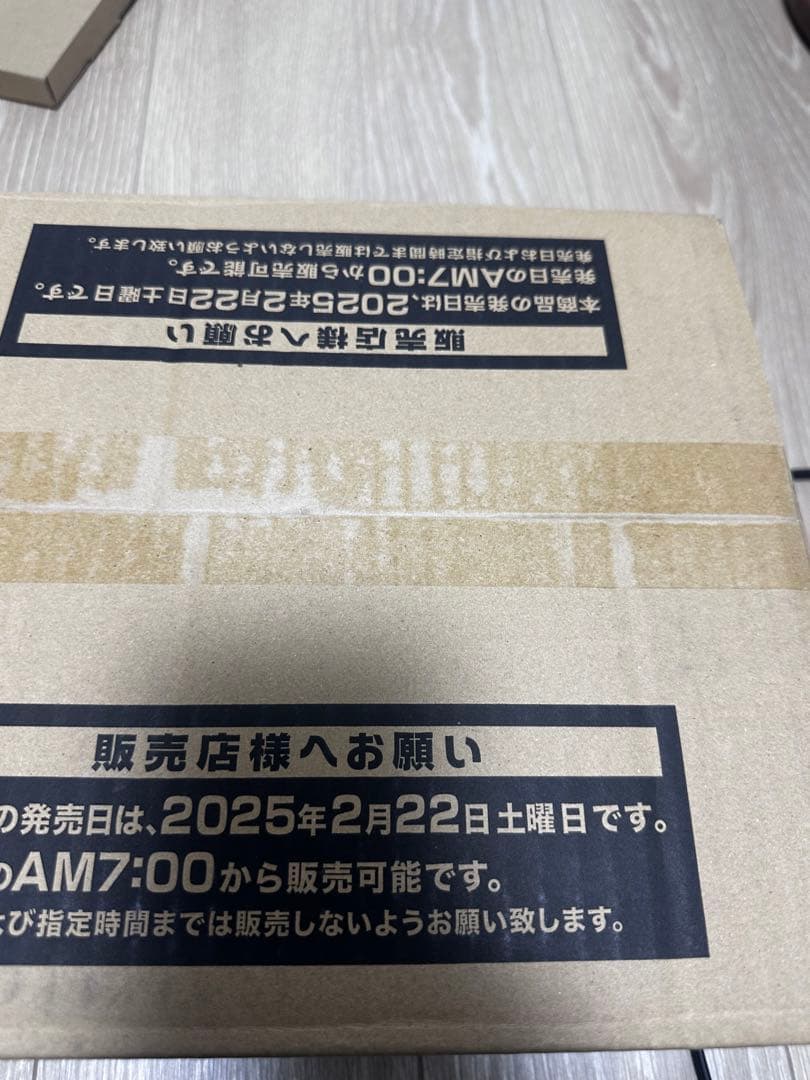 本商品の発売日は、2025年2月22日土曜日です。
発売日のAM7:00から販売可能です。
発売日および指定時間までは販売しないようお願い致します。
販売店様へお願い
販売店様へお願い
の発売日は、2025年2月22日土曜日です。
のAM7:00から販売可能です。
よび指定時間までは販売しないようお願い致します。